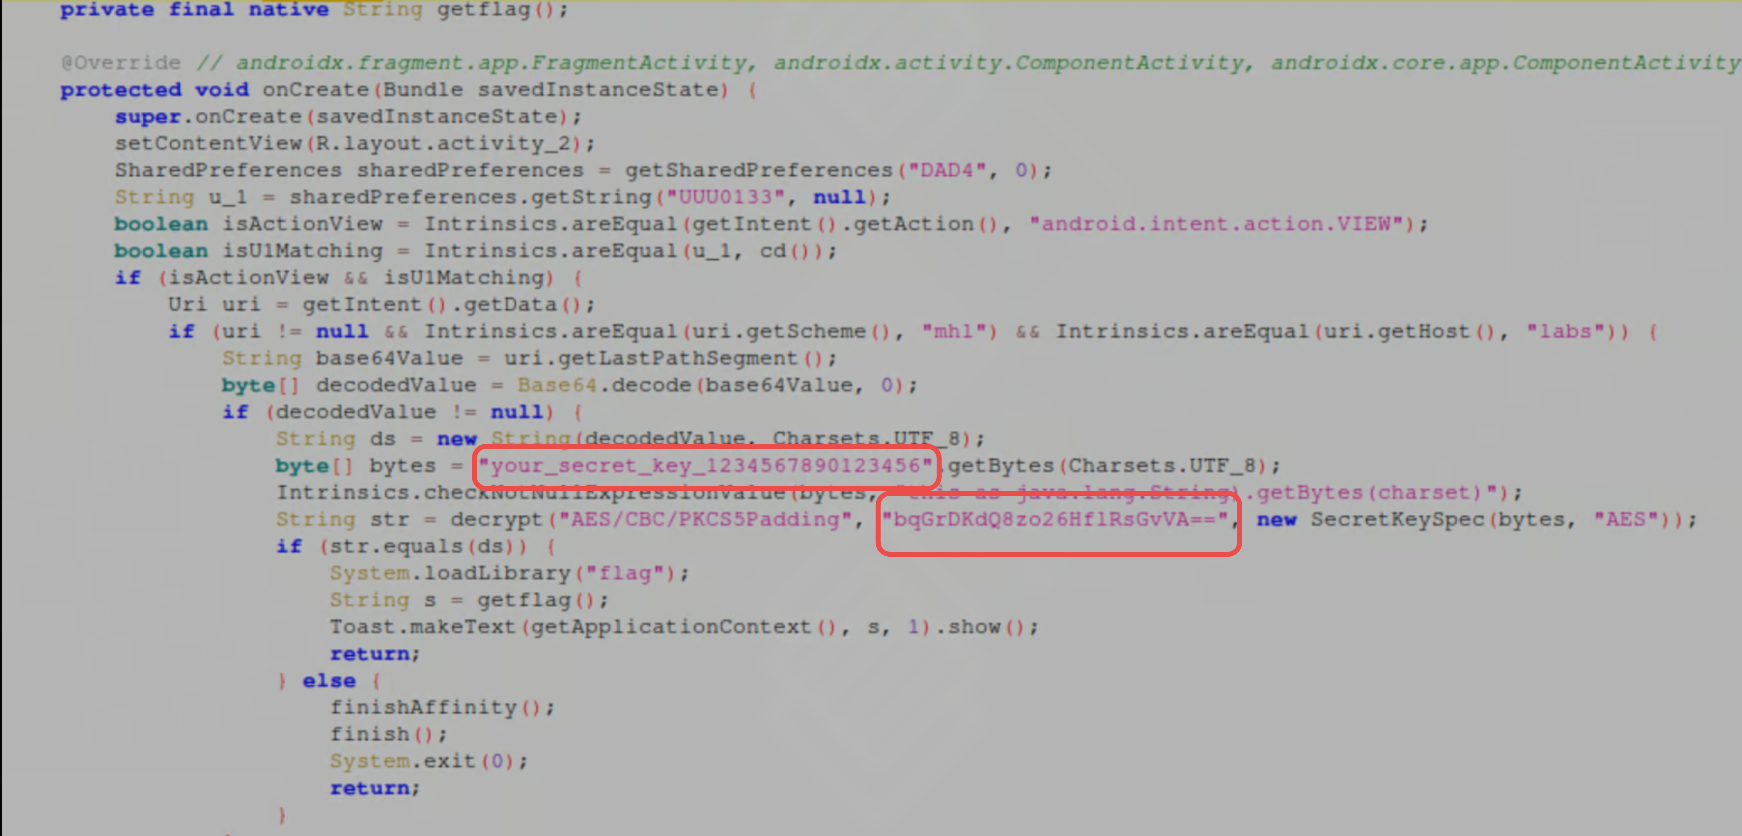 private final native String getflag();
@Override // androidx.fragment.app.FragmentActivity, androidx.activity.ComponentActivity, androidx.core.app.ComponentActivity
protected void onCreate(Bundle savedInstanceState) {
super.onCreate(savedInstanceState);
setContentView(R.layout.activity_2);
SharedPreferences sharedPreferences = getSharedPreferences("DAD4", 0);
String u_1 = sharedPreferences.getString("UUU0133", null);
boolean isActionView = Intrinsics.areEqual(getIntent().getAction(), "android.intent.action.VIEW");
boolean isU1Matching = Intrinsics.areEqual(u_1, cd());
if (isActionView && isU1Matching) {
Uri uri = getIntent().getData();
if (uri != null && Intrinsics.areEqual(uri.getScheme(), "mhl") && Intrinsics.areEqual(uri.getHost(), "labs")) {
String base64Value = uri.getLastPathSegment();
byte[] decodedValue = Base64.decode(base64Value, 0);
if (decodedValue != null) {
String ds = new String(decodedValue, Charsets.UTF_8);
byte[] bytes = "your_secret_key_1234567890123456".getBytes(Charsets.UTF_8);
Intrinsics.checkNotNullExpressionValue(bytes, "this as java.lang.String).getBytes(charset)");
String str = decrypt("AES/CBC/PKCS5Padding", "bqGrDKdQ8zo26HflRsGvVA==", new SecretKeySpec(bytes, "AES"));
if (str.equals(ds)) {
System.loadLibrary("flag");
String s = getflag();
Toast.makeText(getApplicationContext(), s, 1).show();
return;
} else {
finishAffinity();
finish();
System.exit(0);
return;
}